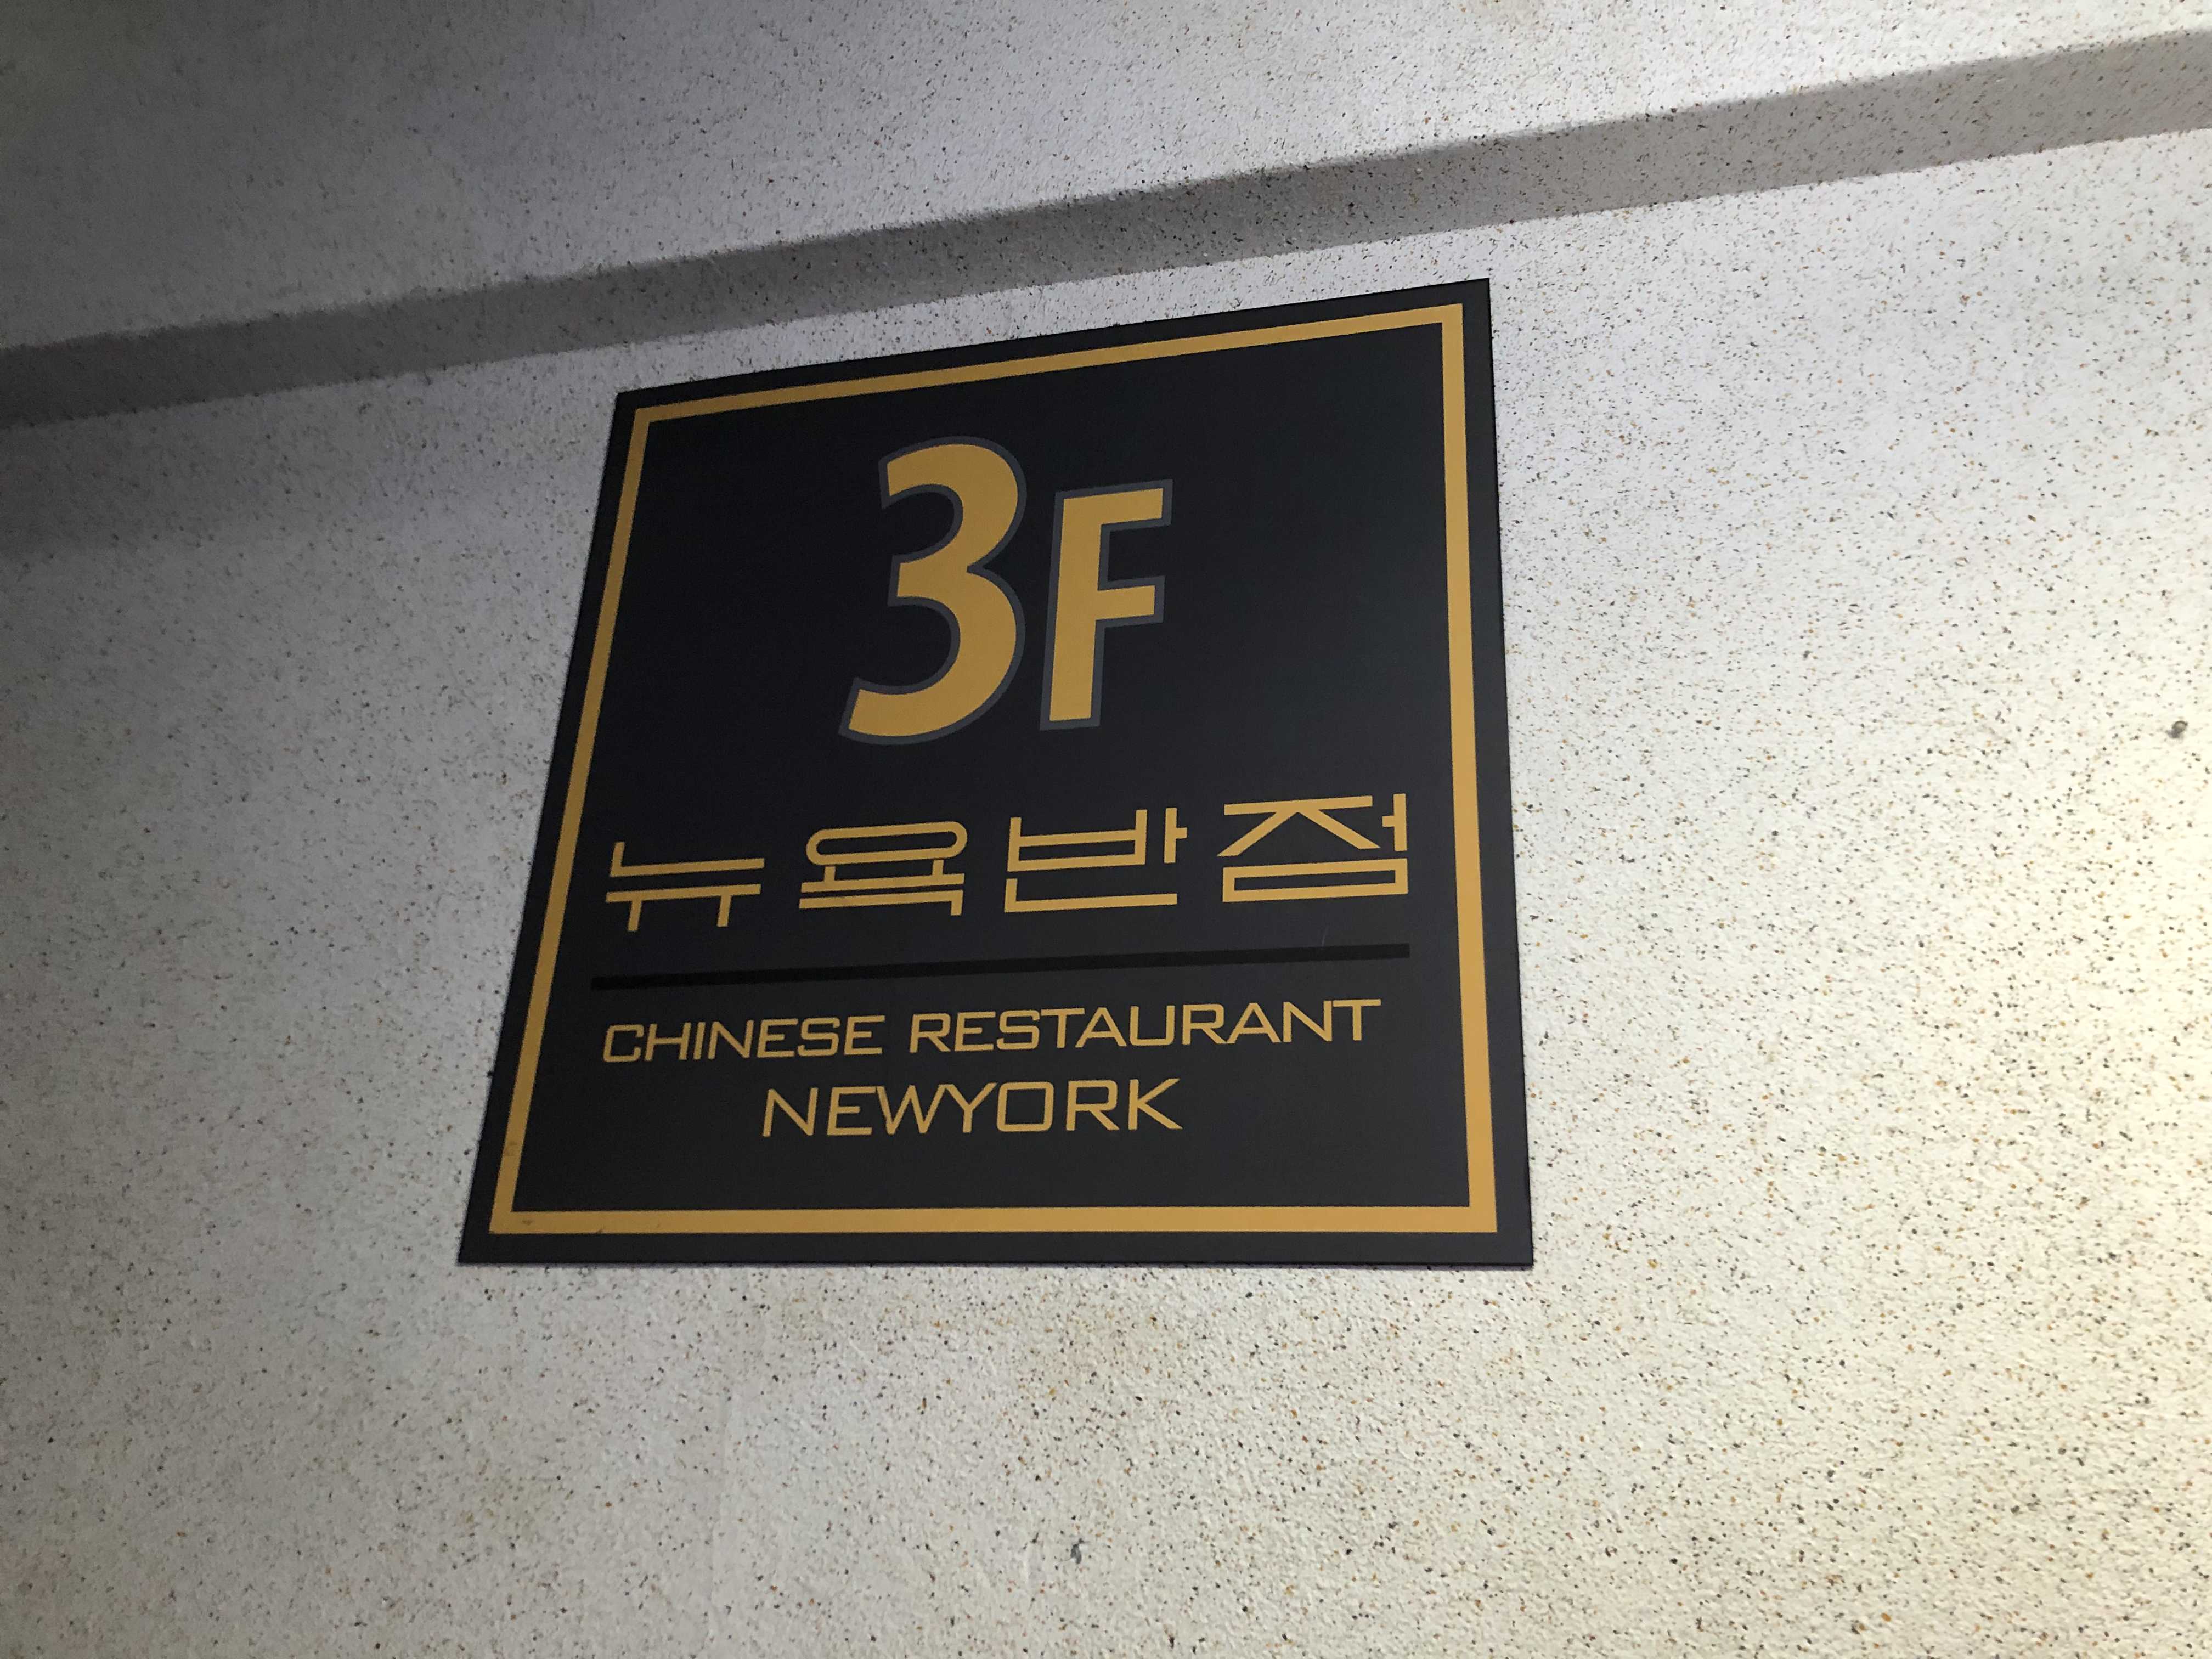 3F
뉴욕반점
CHINESE RESTAURANT
NEWYORK